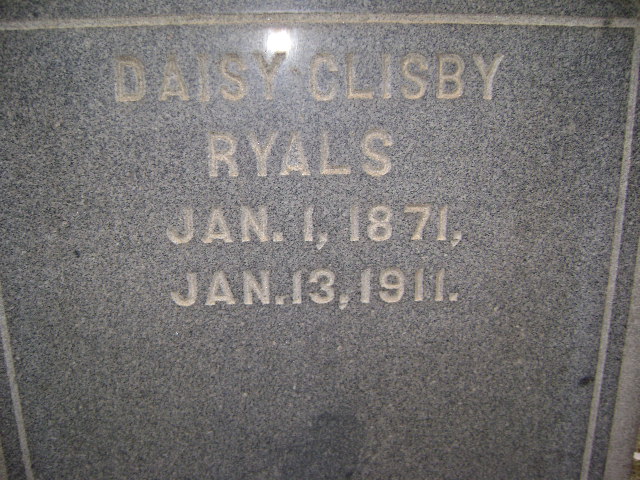 DAISY CLISBY
RYALS
JAN. 1, 1871,
JAN. 13, 1911.